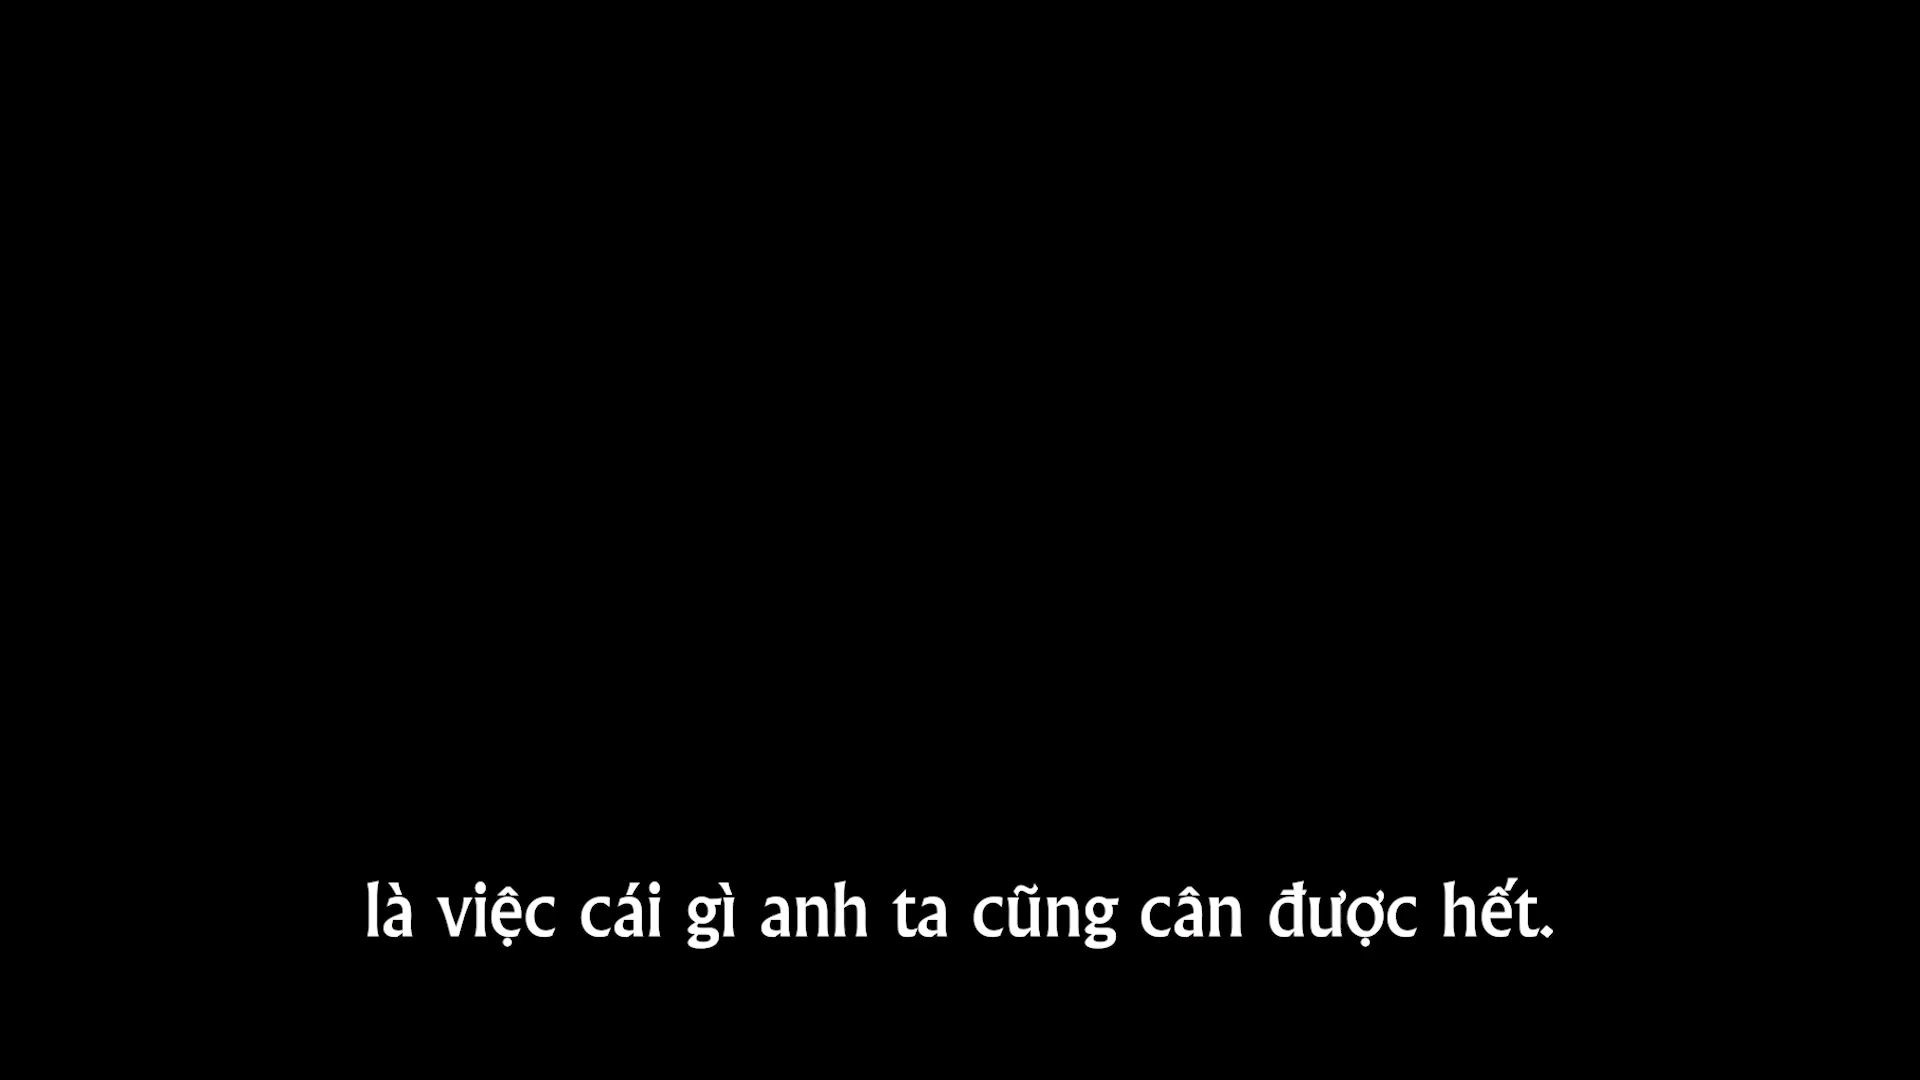 là việc cái gì anh ta cũng cân được hết.